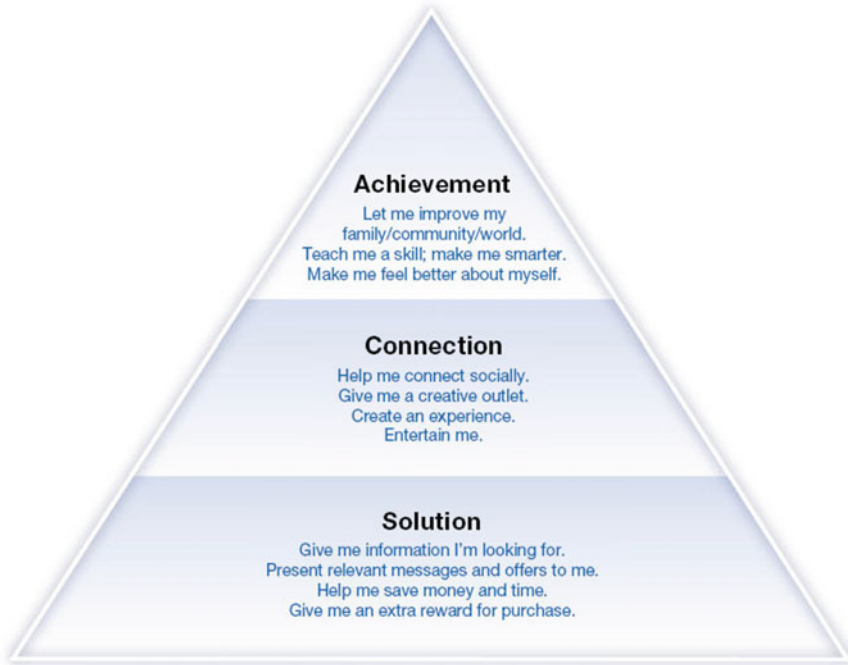 Achievement
Let me improve my
family/community/world.
Teach me a skill; make me smarter.
Make me feel better about myself.
Connection
Help me connect socially.
Give me a creative outlet.
Create an experience.
Entertain me.
Solution
Give me information I'm looking for.
Present relevant messages and offers to me.
Help me save money and time.
Give me an extra reward for purchase.